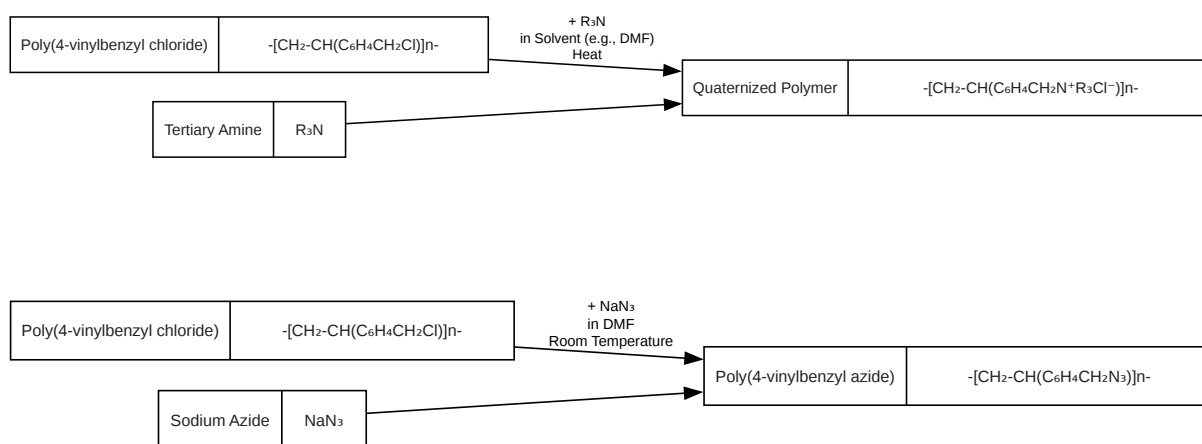 Poly(4-vinylbenzyl chloride)
-[CH₂-CH(C₆H₄CH₂Cl)]n-
+ R₃N
in Solvent (e.g., DMF)
Heat
Tertiary Amine
R₃N
Quaternized Polymer
-[CH₂-CH(C₆H₄CH₂N⁺R₃Cl⁻)]n-
Poly(4-vinylbenzyl chloride)
-[CH₂-CH(C₆H₄CH₂Cl)]n-
+ NaN₃
in DMF
Room Temperature
Sodium Azide
NaN₃
Poly(4-vinylbenzyl azide)
-[CH₂-CH(C₆H₄CH₂N₃)]n-